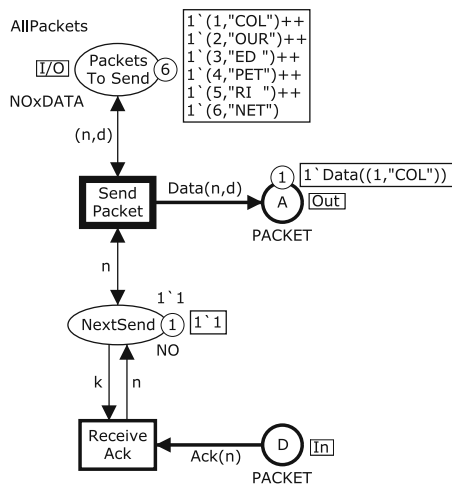 AllPackets
I/O
Packets
To Send
6
NOxDATA
1`(1,"COL")++
1`(2,"OUR")++
1`(3,"ED ")++
1`(4,"PET")++
1`(5,"RI  ")++
1`(6,"NET")
(n,d)
Send
Packet
Data(n,d)
1
1`Data((1,"COL"))
A
Out
PACKET
n
1`1
NextSend
1
1`1
NO
k
n
Receive
Ack
Ack(n)
D
In
PACKET